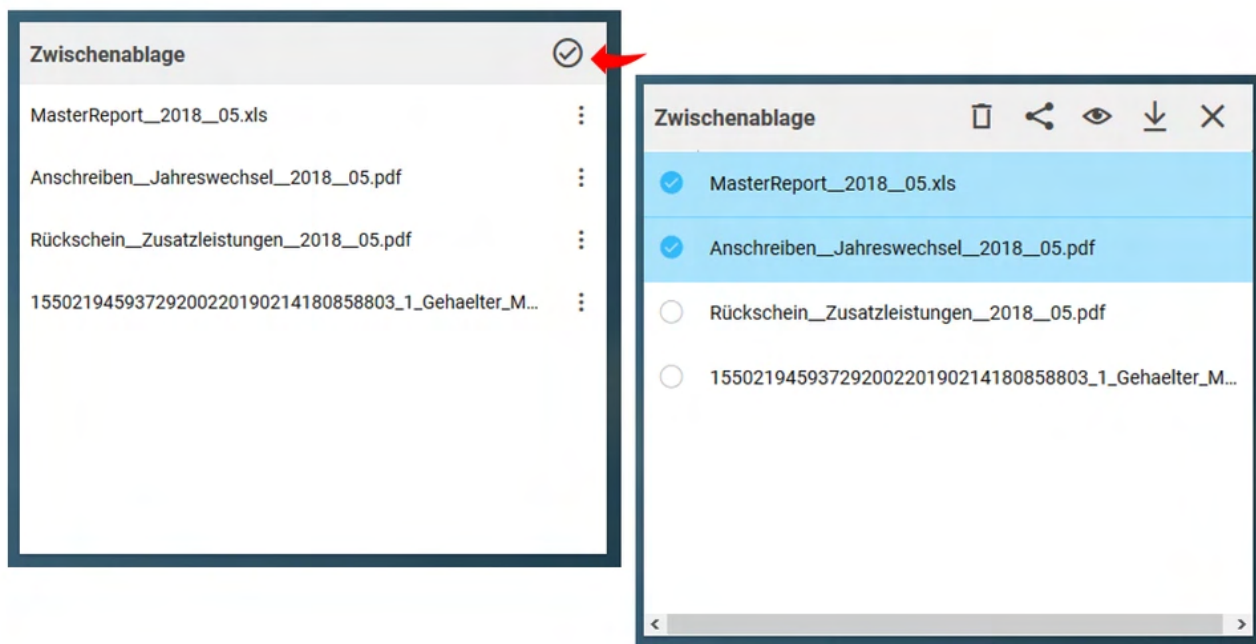 Zwischenablage
MasterReport__2018__05.xls
Anschreiben__Jahreswechsel__2018__05.pdf
Rückschein__Zusatzleistungen__2018__05.pdf
15502194593729200220190214180858803_1_Gehaelter_M...
Zwischenablage
MasterReport__2018__05.xls
Anschreiben__Jahreswechsel__2018__05.pdf
Rückschein__Zusatzleistungen__2018__05.pdf
15502194593729200220190214180858803_1_Gehaelter_M...